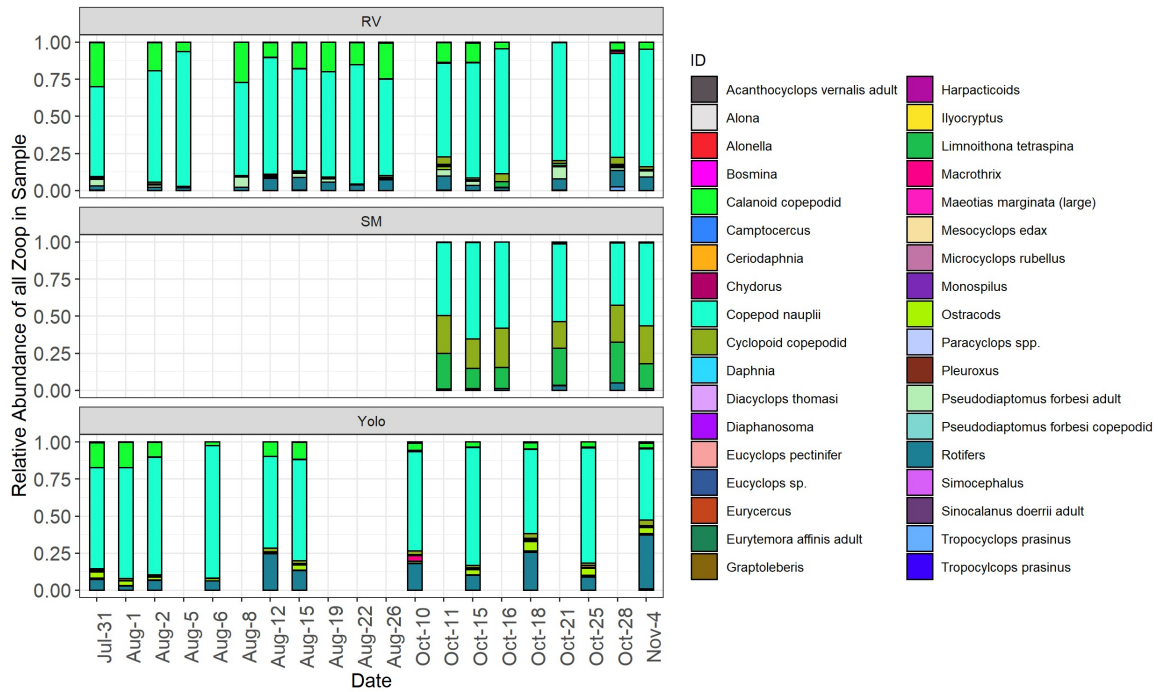 RV
1.00
0.75
0.50
0.25
0.00
SM
1.00
0.75
0.50
0.25
0.00
Yolo
1.00
0.75
0.50
0.25
0.00
Relative Abundance of all Zoop in Sample
Jul-31
Aug-1
Aug-2
Aug-5
Aug-6
Aug-8
Aug-12
Aug-15
Aug-19
Aug-22
Aug-26
Oct-10
Oct-11
Oct-15
Oct-16
Oct-18
Oct-21
Oct-25
Oct-28
Nov-4
Date
ID
Acanthocyclops vernalis adult
Alona
Alonella
Bosmina
Calanoid copepodid
Camptocercus
Ceriodaphnia
Chydorus
Copepod nauplii
Cyclopoid copepodid
Daphnia
Diacyclops thomasi
Diaphanosoma
Eucyclops pectinifer
Eucyclops sp.
Eurycercus
Eurytemora affinis adult
Graptoleberis
Harpacticoids
Ilyocryptus
Limnoithona tetraspina
Macrothrix
Maeotias marginata (large)
Mesocyclops edax
Microcyclops rubellus
Monospilus
Ostracods
Paracyclops spp.
Pleuroxus
Pseudodiaptomus forbesi adult
Pseudodiaptomus forbesi copepodid
Rotifers
Simocephalus
Sinocalanus doerrii adult
Tropocyclops prasinus
Tropocylcops prasinus